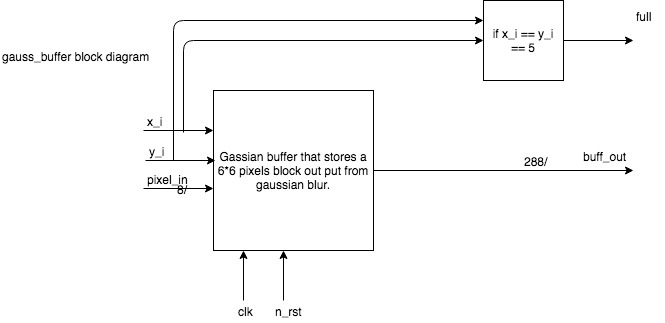 full
if x_i == y_i
== 5
gauss_buffer block diagram
x_i
y_i
pixel_in
8/
Gassian buffer that stores a
6*6 pixels block out put from
gaussian blur.
288/
buff_out
clk
n_rst